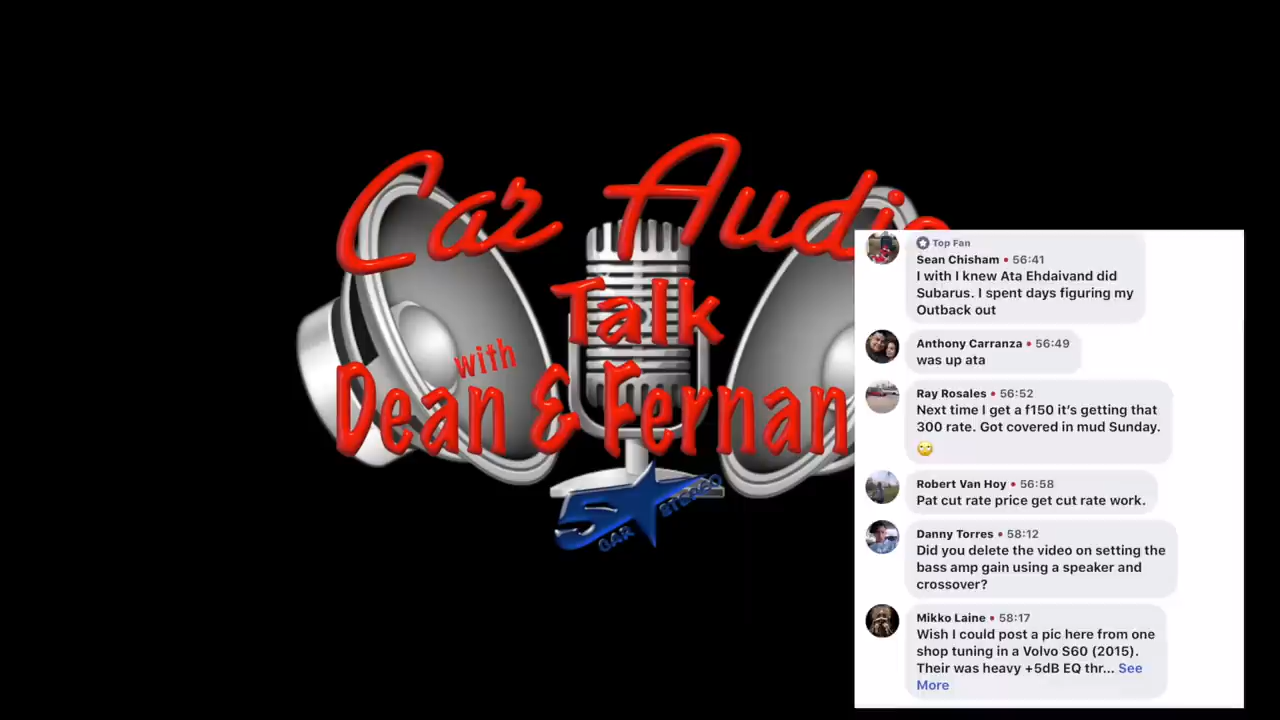 Car Audio
Talk
with
Dean & Fernan
5
CAR STEREO
Top Fan
Sean Chisham • 56:41
I with I knew Ata Ehdaivand did
Subarus. I spent days figuring my
Outback out
Anthony Carranza • 56:49
was up ata
Ray Rosales • 56:52
Next time I get a f150 it’s getting that
300 rate. Got covered in mud Sunday.
🙄
Robert Van Hoy • 56:58
Pat cut rate price get cut rate work.
Danny Torres • 58:12
Did you delete the video on setting the
bass amp gain using a speaker and
crossover?
Mikko Laine • 58:17
Wish I could post a pic here from one
shop tuning in a Volvo S60 (2015).
Their was heavy +5dB EQ thr... See
More